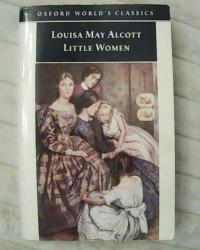 OXFORD WORLD'S CLASSICS
LOUISA MAY ALCOTT
LITTLE WOMEN